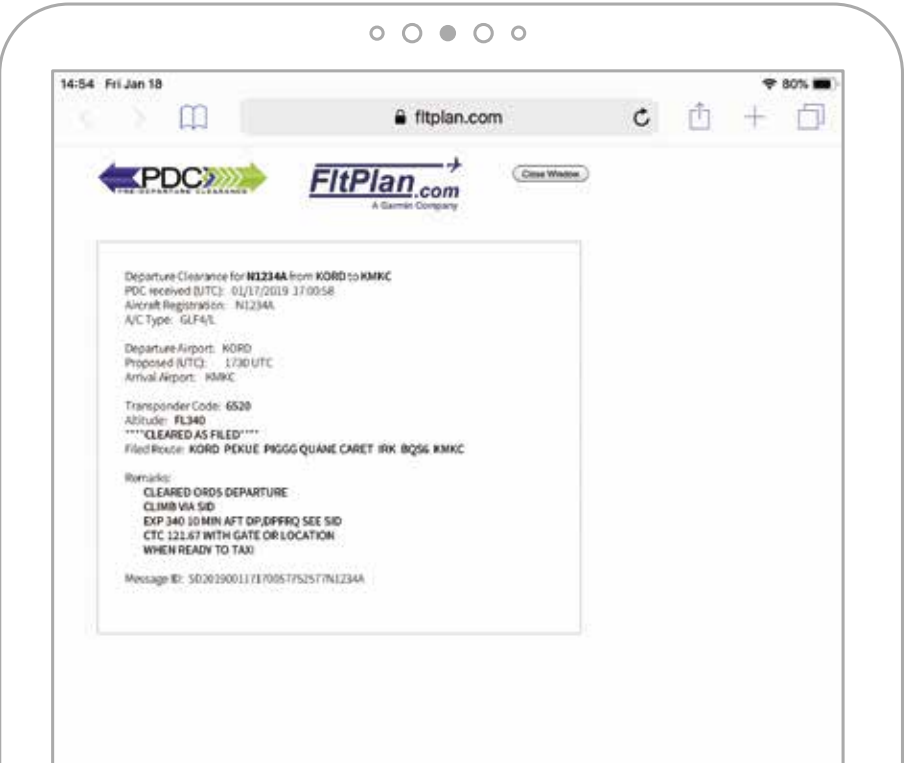 14:54 Fri Jan 18
80%
fltplan.com
PDC
PRE-DEPARTURE CLEARANCE
FltPlan.com
A Garmin Company
Close Window
Departure Clearance for N1234A from KORD to KMKC
PDC received (UTC): 01/17/2019 17:00:58
Aircraft Registration: N1234A
A/C Type: GLF4/L
Departure Airport: KORD
Proposed (UTC): 1730 UTC
Arrival Airport: KMKC
Transponder Code: 6520
Altitude: FL340
****CLEARED AS FILED****
Filed Route: KORD PEKUE PIGGG QUANE CARET IRK BQS6 KMKC
Remarks:
CLEARED ORD5 DEPARTURE
CLIMB VIA SID
EXP 340 10 MIN AFT DP,DPFRQ SEE SID
CTC 121.67 WITH GATE OR LOCATION
WHEN READY TO TAXI
Message ID: